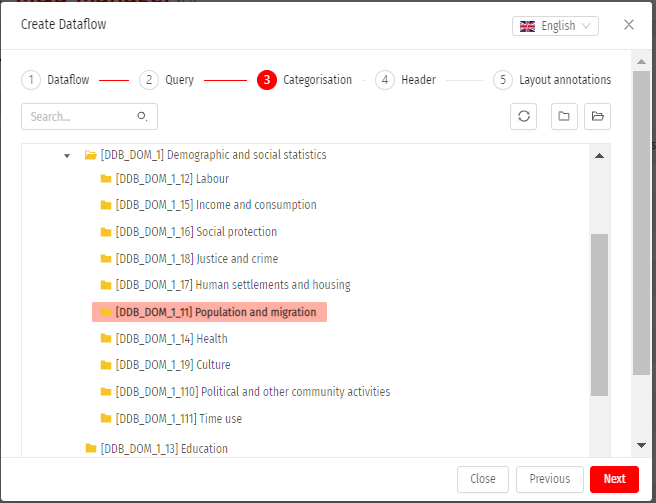 Create Dataflow
English
1 Dataflow
2 Query
3 Categorisation
4 Header
5 Layout annotations
Search...
[DDB_DOM_1] Demographic and social statistics
[DDB_DOM_1_12] Labour
[DDB_DOM_1_15] Income and consumption
[DDB_DOM_1_16] Social protection
[DDB_DOM_1_18] Justice and crime
[DDB_DOM_1_17] Human settlements and housing
[DDB_DOM_1_11] Population and migration
[DDB_DOM_1_14] Health
[DDB_DOM_1_19] Culture
[DDB_DOM_1_110] Political and other community activities
[DDB_DOM_1_111] Time use
[DDB_DOM_1_13] Education
Close
Previous
Next